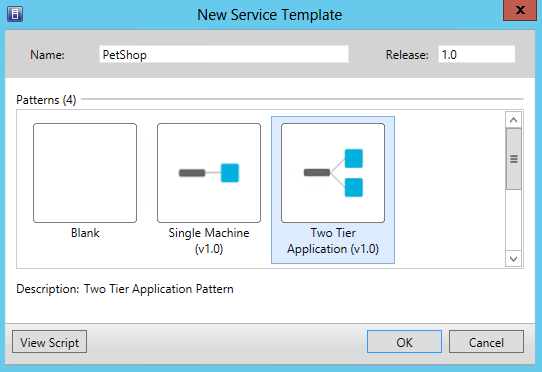 New Service Template
x
Name: PetShop Release: 1.0
Patterns (4)
Blank Single Machine Two Tier
(v1.0) Application (v1.0)
Description: Two Tier Application Pattern
View Script OK Cancel